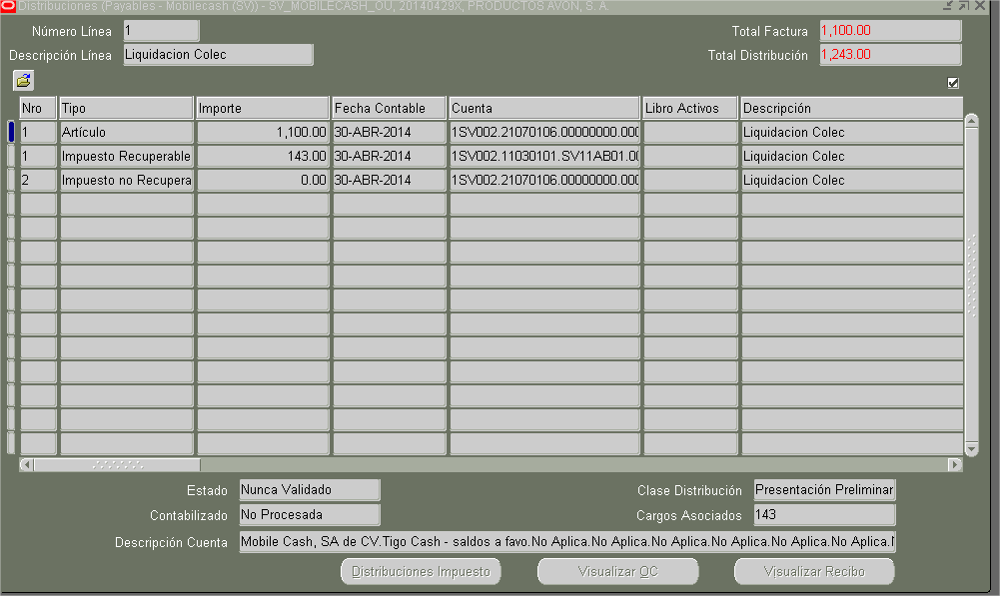 Distribuciones (Payables - Mobilecash (SV)) - SV_MOBILECASH_OU, 20140429X, PRODUCTOS AVON, S. A.
Número Línea 1 Total Factura 1,100.00
Descripción Línea Liquidacion Colec Total Distribución 1,243.00
Nro Tipo Importe Fecha Contable Cuenta Libro Activos Descripción
1 Artículo 1,100.00 30-ABR-2014 1SV002.21070106.00000000.000 Liquidacion Colec
1 Impuesto Recuperable 143.00 30-ABR-2014 1SV002.11030101.SV11AB01.00 Liquidacion Colec
2 Impuesto no Recupera 0.00 30-ABR-2014 1SV002.21070106.00000000.000 Liquidacion Colec
Estado Nunca Validado Clase Distribución Presentación Preliminar
Contabilizado No Procesada Cargos Asociados 143
Descripción Cuenta Mobile Cash, SA de CV.Tigo Cash - saldos a favo.No Aplica.No Aplica.No Aplica.No Aplica.No Aplica.No Aplica.
Distribuciones Impuesto Visualizar OC Visualizar Recibo